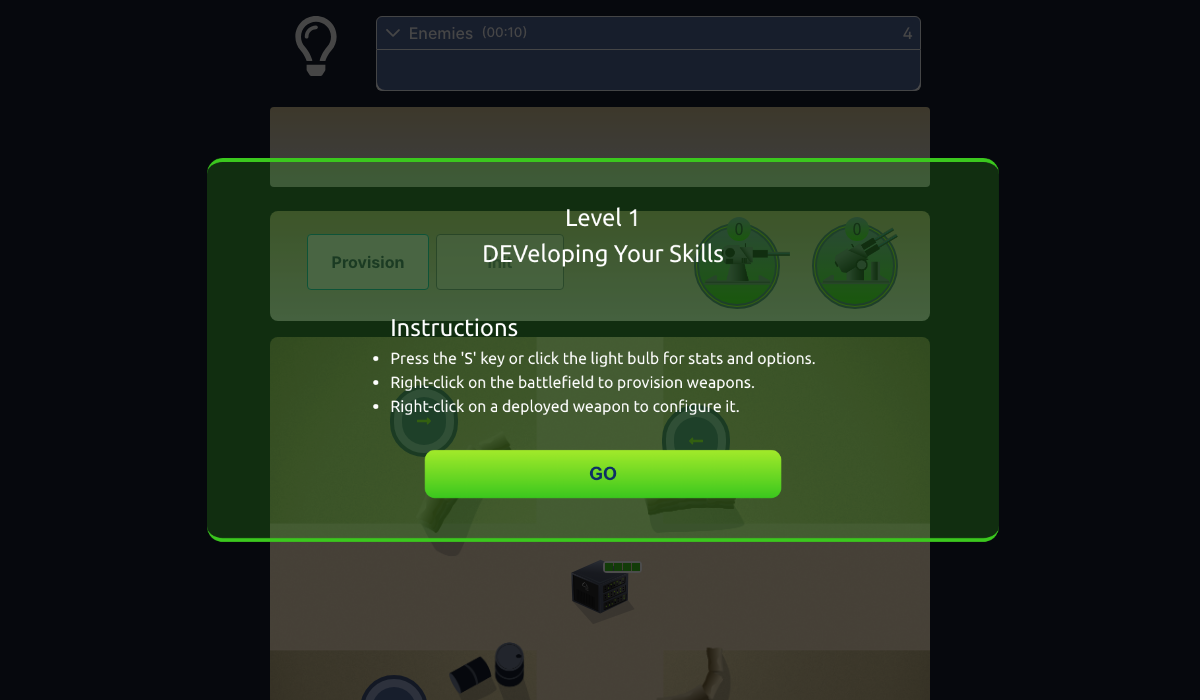 Enemies (00:10) 4
Level 1
DEVeloping Your Skills
Provision
0
0
Instructions
Press the 'S' key or click the light bulb for stats and options.
Right-click on the battlefield to provision weapons.
Right-click on a deployed weapon to configure it.
GO